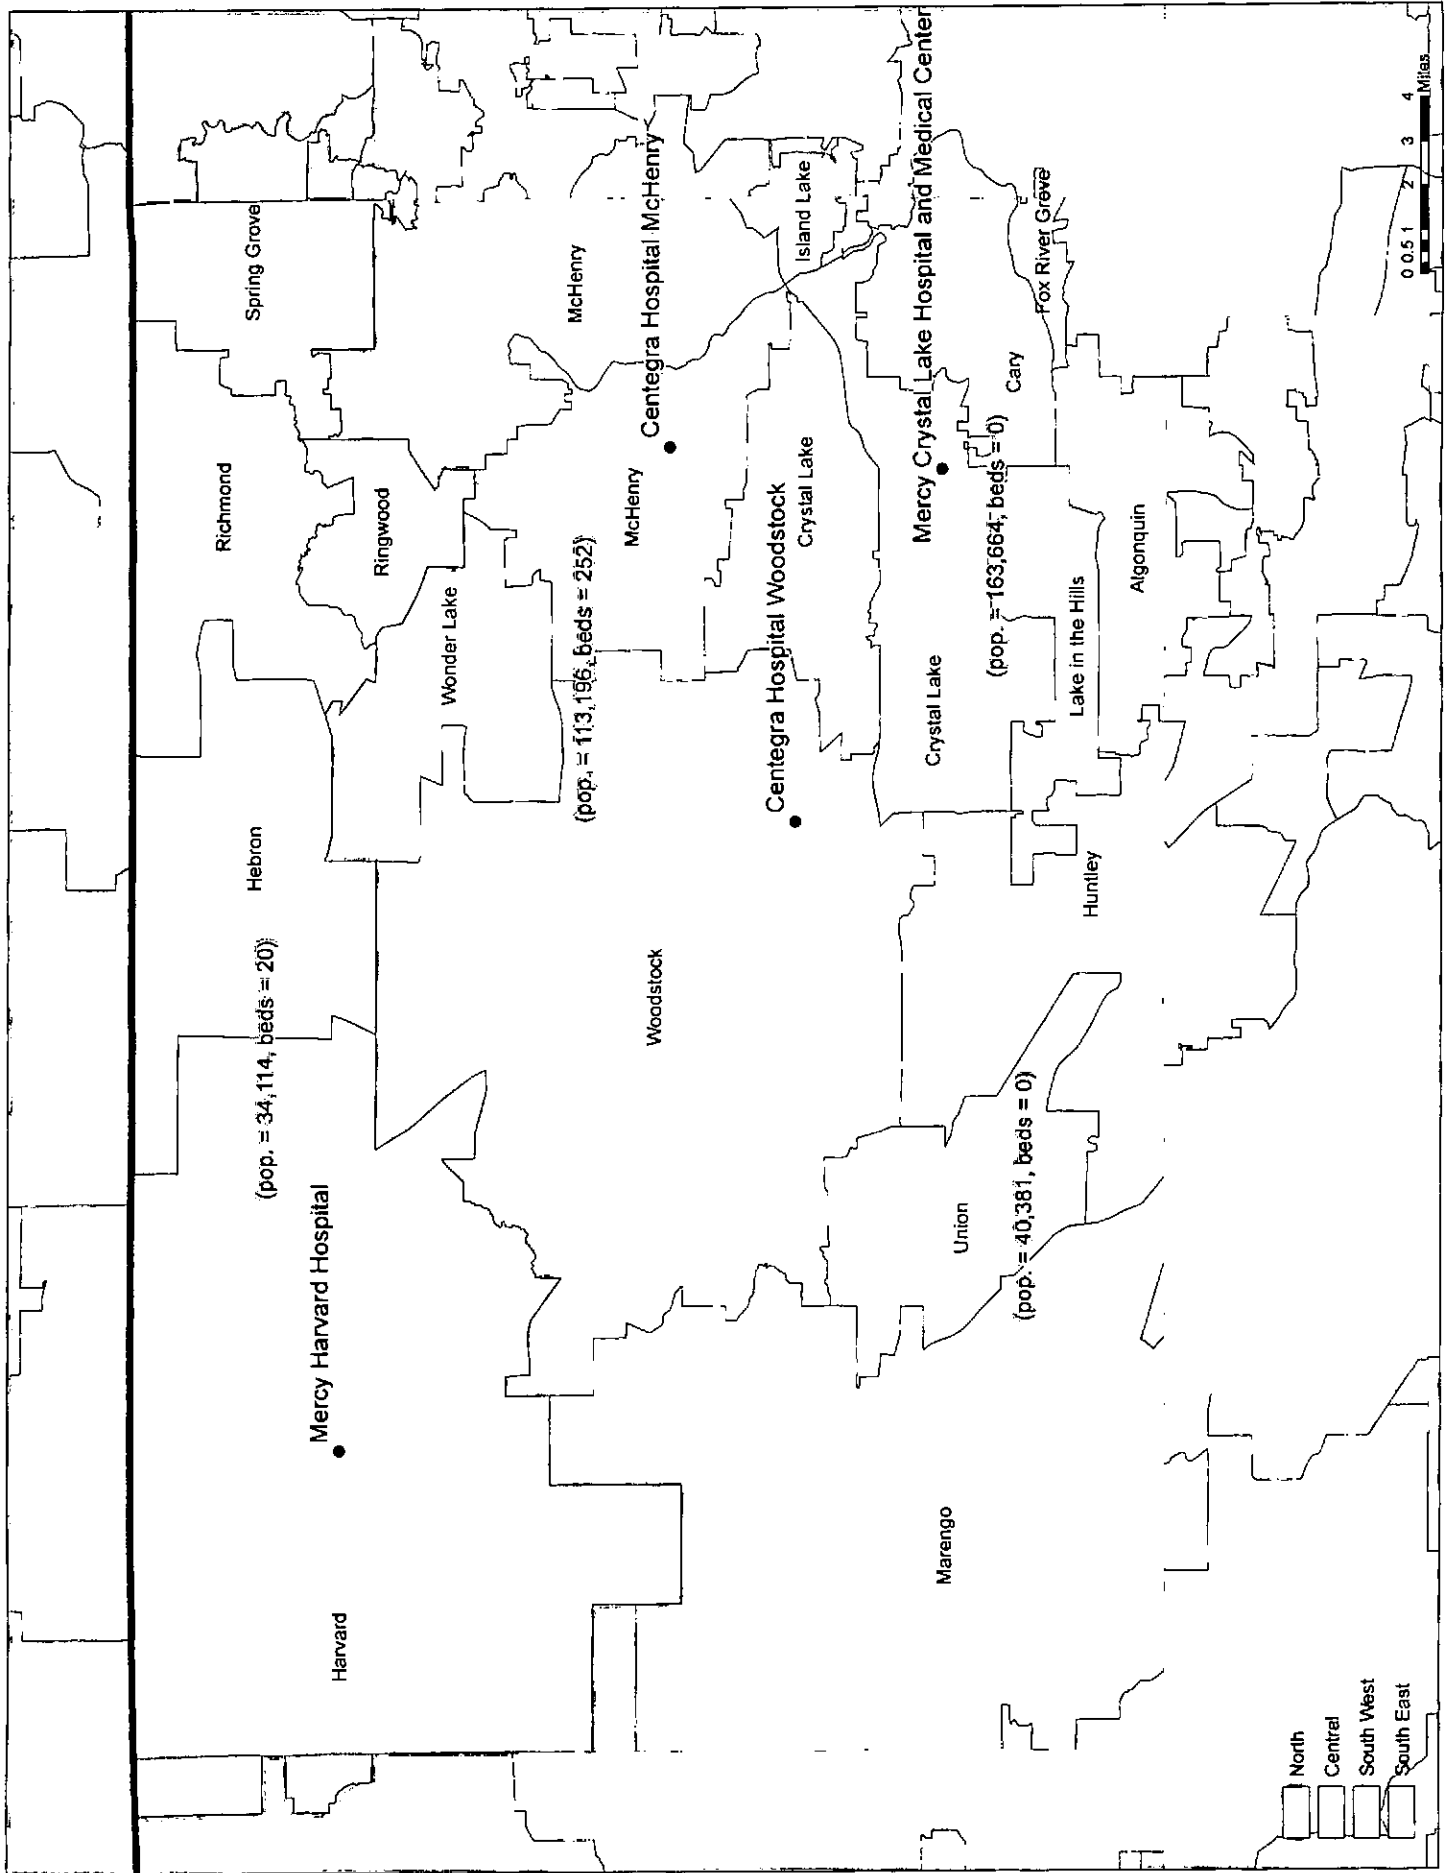 Spring Grove
Richmond
Hebron
(pop. = 34,114, beds = 20)
Mercy Harvard Hospital
Harvard
Ringwood
Wonder Lake
McHenry
Centegra Hospital McHenry
McHenry
(pop. = 113,196, beds = 252)
Woodstock
Island Lake
Crystal Lake
Centegra Hospital Woodstock
Mercy Crystal Lake Hospital and Medical Center
Crystal Lake
Cary
Fox River Grove
(pop. = 163,664, beds = 0)
Lake in the Hills
Algonquin
Huntley
Union
(pop. = 40,381, beds = 0)
Marengo
North
Central
South West
South East
0 0.5 1 2 3 4
Miles